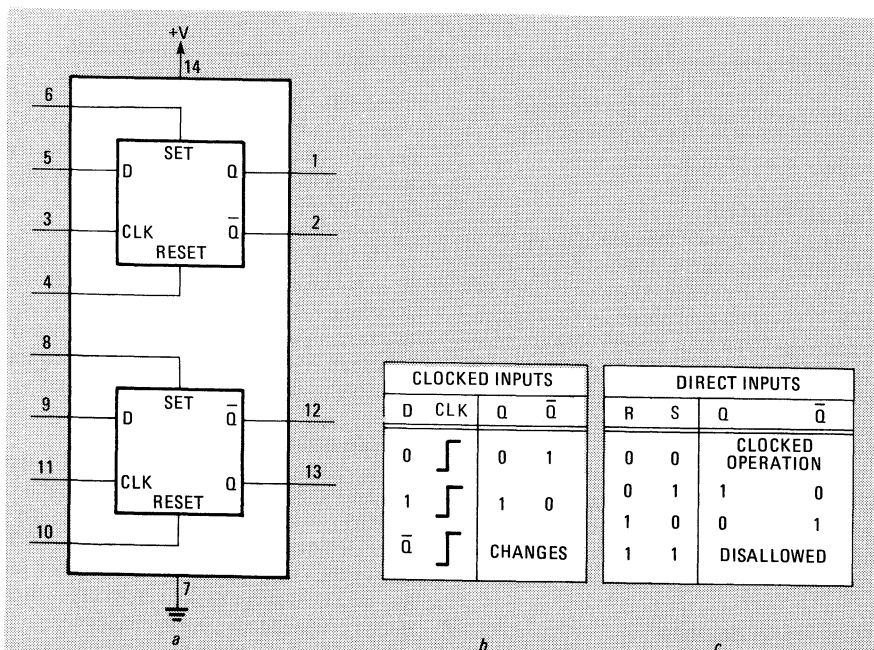 +V
14
6
SET
5
D
Q
1
3
CLK
Q̅
2
RESET
4
8
SET
9
D
Q̅
12
11
CLK
Q
13
RESET
10
7
a
CLOCKED INPUTS
D CLK Q Q̅
0 0 1
1 1 0
Q̅ CHANGES
b
DIRECT INPUTS
R S Q Q̅
0 0 CLOCKED
OPERATION
0 1 1 0
1 0 0 1
1 1 DISALLOWED
c